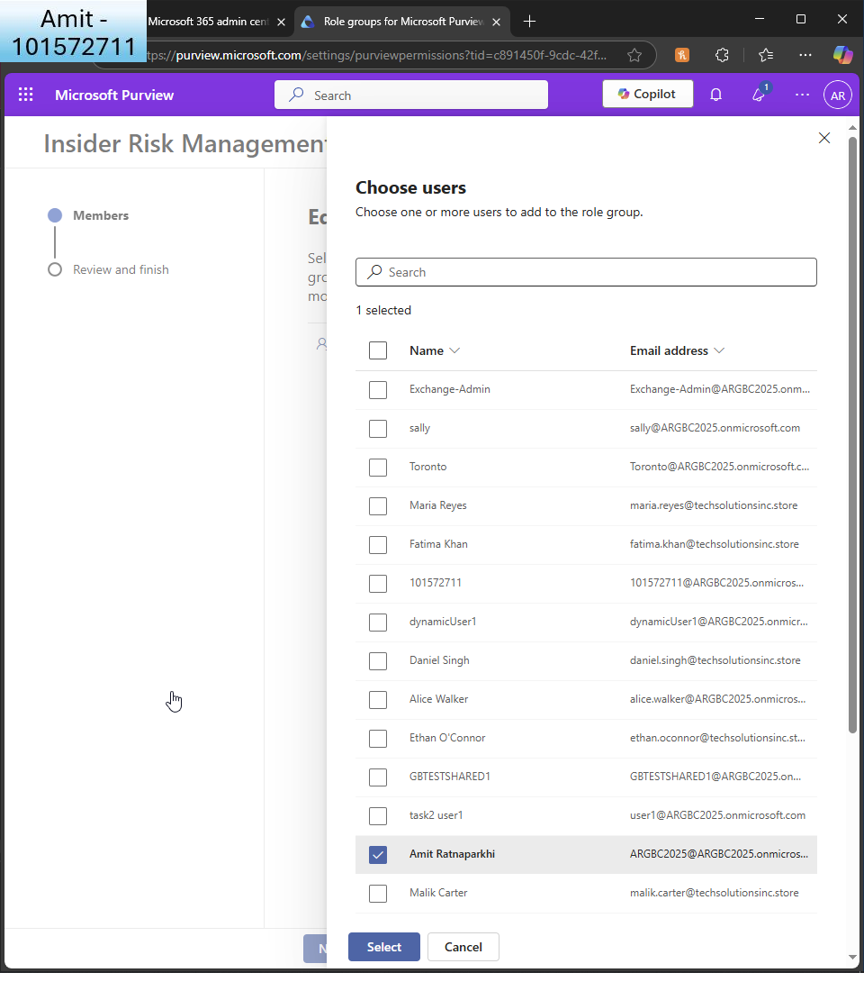 Amit -
101572711
Microsoft 365 admin cent
Role groups for Microsoft Purview
tps://purview.microsoft.com/settings/purviewpermissions?tid=c891450f-9cdc-42f...
Microsoft Purview
Search
Copilot
1
AR
Insider Risk Management
Members
Review and finish
Ed
Sel
gro
mo
N
Choose users
Choose one or more users to add to the role group.
Search
1 selected
Name Email address
Exchange-Admin Exchange-Admin@ARGBC2025.onm...
sally sally@ARGBC2025.onmicrosoft.com
Toronto Toronto@ARGBC2025.onmicrosoft.c...
Maria Reyes maria.reyes@techsolutionsinc.store
Fatima Khan fatima.khan@techsolutionsinc.store
101572711 101572711@ARGBC2025.onmicros...
dynamicUser1 dynamicUser1@ARGBC2025.onmicr...
Daniel Singh daniel.singh@techsolutionsinc.store
Alice Walker alice.walker@ARGBC2025.onmicros...
Ethan O'Connor ethan.oconnor@techsolutionsinc.st...
GBTESTSHARED1 GBTESTSHARED1@ARGBC2025.on...
task2 user1 user1@ARGBC2025.onmicrosoft.com
Amit Ratnaparkhi ARGBC2025@ARGBC2025.onmicros...
Malik Carter malik.carter@techsolutionsinc.store
Select Cancel